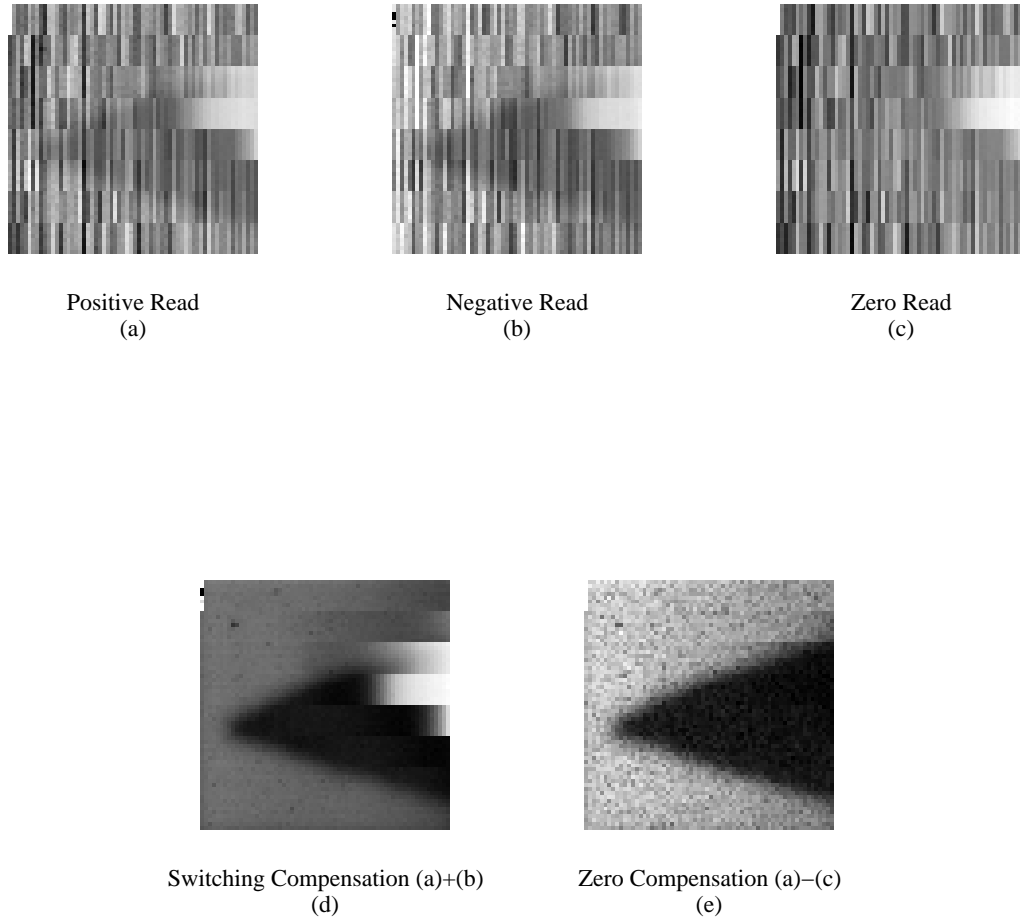 Positive Read
(a)
Negative Read
(b)
Zero Read
(c)
Switching Compensation (a)+(b)
(d)
Zero Compensation (a)−(c)
(e)